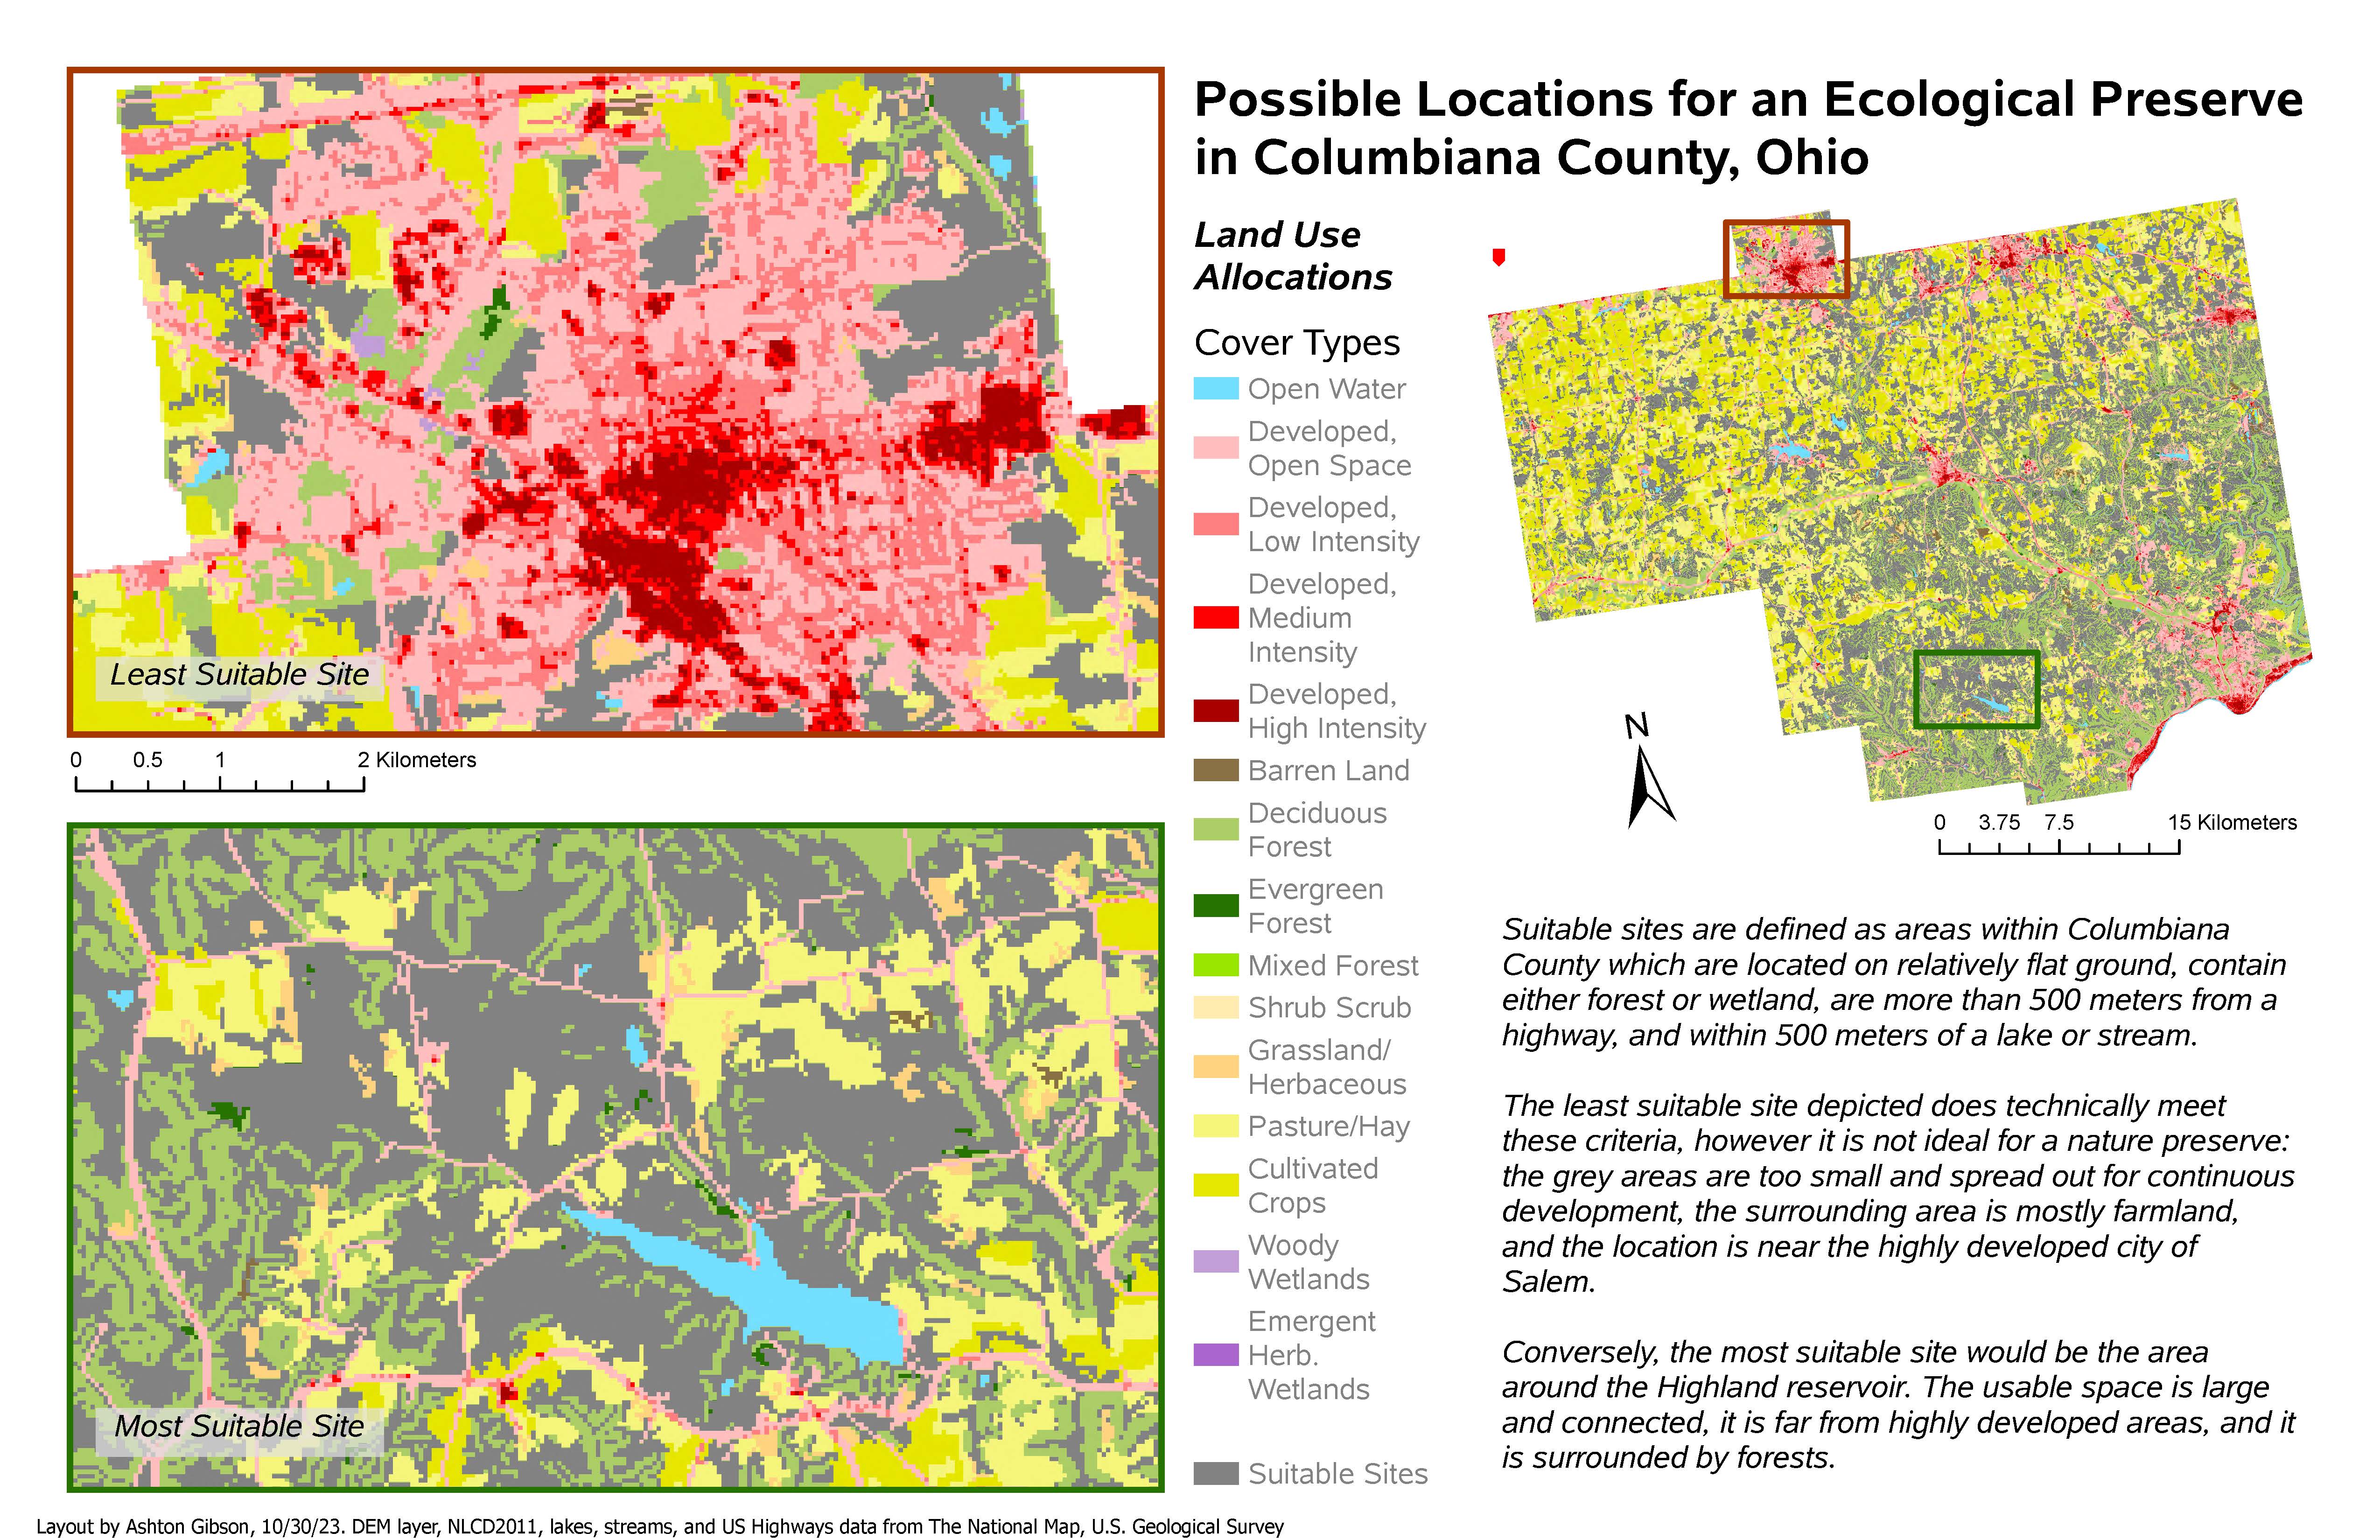 Possible Locations for an Ecological Preserve
in Columbiana County, Ohio
Least Suitable Site
0 0.5 1 2 Kilometers
Most Suitable Site
Land Use
Allocations
Cover Types
Open Water
Developed,
Open Space
Developed,
Low Intensity
Developed,
Medium
Intensity
Developed,
High Intensity
Barren Land
Deciduous
Forest
Evergreen
Forest
Mixed Forest
Shrub Scrub
Grassland/
Herbaceous
Pasture/Hay
Cultivated
Crops
Woody
Wetlands
Emergent
Herb.
Wetlands
Suitable Sites
N
0 3.75 7.5 15 Kilometers
Suitable sites are defined as areas within Columbiana
County which are located on relatively flat ground, contain
either forest or wetland, are more than 500 meters from a
highway, and within 500 meters of a lake or stream.
The least suitable site depicted does technically meet
these criteria, however it is not ideal for a nature preserve:
the grey areas are too small and spread out for continuous
development, the surrounding area is mostly farmland,
and the location is near the highly developed city of
Salem.
Conversely, the most suitable site would be the area
around the Highland reservoir. The usable space is large
and connected, it is far from highly developed areas, and it
is surrounded by forests.
Layout by Ashton Gibson, 10/30/23. DEM layer, NLCD2011, lakes, streams, and US Highways data from The National Map, U.S. Geological Survey